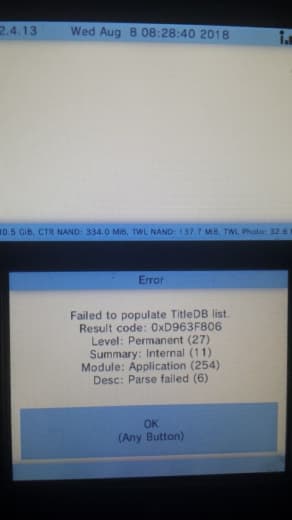 2.4.13 Wed Aug 8 08:28:40 2018
0.5 GiB, CTR NAND: 334.0 MiB, TWL NAND: 137.7 MiB, TWL Photo: 32.6
Error
Failed to populate TitleDB list.
Result code: 0xD963F806
Level: Permanent (27)
Summary: Internal (11)
Module: Application (254)
Desc: Parse failed (6)
OK
(Any Button)